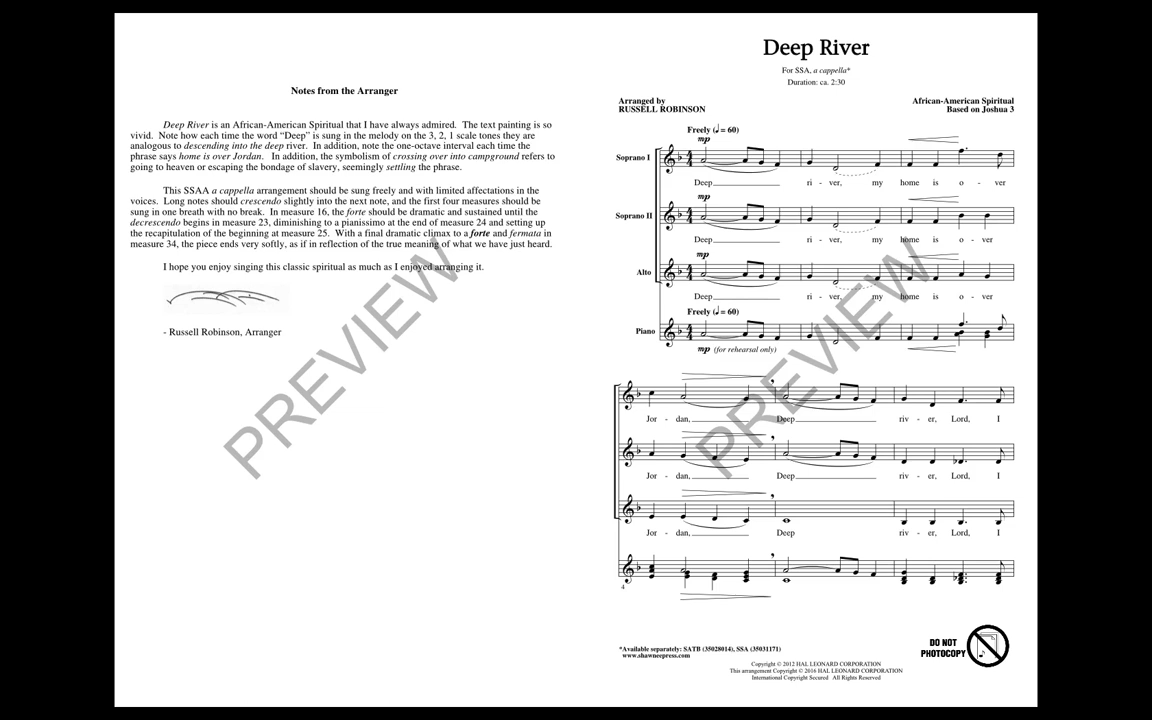 Notes from the Arranger
Deep River is an African-American Spiritual that I have always admired. The text painting is so
vivid. Note how each time the word “Deep” is sung in the melody on the 3, 2, 1 scale tones they are
analogous to descending into the deep river. In addition, note the one-octave interval each time the
phrase says home is over Jordan. In addition, the symbolism of crossing over into campground refers to
going to heaven or escaping the bondage of slavery, seemingly settling the phrase.
This SSAA a cappella arrangement should be sung freely and with limited affectations in the
voices. Long notes should crescendo slightly into the next note, and the first four measures should be
sung in one breath with no break. In measure 16, the forte should be dramatic and sustained until the
decrescendo begins in measure 23, diminishing to a pianissimo at the end of measure 24 and setting up
the recapitulation of the beginning at measure 25. With a final dramatic climax to a forte and fermata in
measure 34, the piece ends very softly, as if in reflection of the true meaning of what we have just heard.
I hope you enjoy singing this classic spiritual as much as I enjoyed arranging it.
- Russell Robinson, Arranger
PREVIEW
Deep River
For SSA, a cappella*
Duration: ca. 2:30
Arranged by
RUSSELL ROBINSON
African-American Spiritual
Based on Joshua 3
Freely (♩ = 60)
mp
Soprano I
Deep ri - ver, my home is o - ver
mp
Soprano II
Deep ri - ver, my home is o - ver
mp
Alto
Deep ri - ver, my home is o - ver
Freely (♩ = 60)
Piano
mp (for rehearsal only)
Jor - dan, Deep riv - er, Lord, I
Jor - dan, Deep riv - er, Lord, I
Jor - dan, Deep riv - er, Lord, I
4
PREVIEW
*Available separately: SATB (35028014), SSA (35031171)
www.shawneepress.com
DO NOT
PHOTOCOPY
Copyright © 2012 HAL LEONARD CORPORATION
This arrangement Copyright © 2016 HAL LEONARD CORPORATION
International Copyright Secured All Rights Reserved